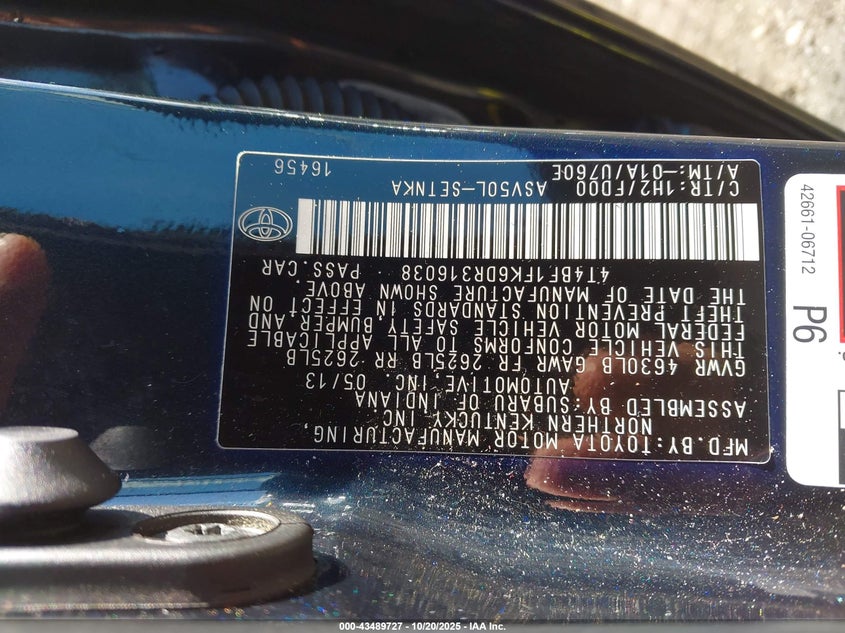 MFD.BY:TOYOTA MOTOR MANUFACTURING,
NORTHERN KENTUCKY INC.
ASSEMBLED BY:SUBARU OF INDIANA
AUTOMOTIVE, INC. 05/13
GVWR 4630LB GAWR FR 2625LB RR 2625LB
THIS VEHICLE CONFORMS TO ALL APPLICABLE
FEDERAL MOTOR VEHICLE SAFETY BUMPER AND
THEFT PREVENTION STANDARDS IN EFFECT ON
THE DATE OF MANUFACTURE SHOWN ABOVE.
4T4BF1FK6DR316038 · PASS.CAR
C/TR:1H2/FD00 ASV50L-SETNKA
A/TM:-01A/U760E 16456
42661-06712
P6
000-43489727 - 10/20/2025 - IAA Inc.